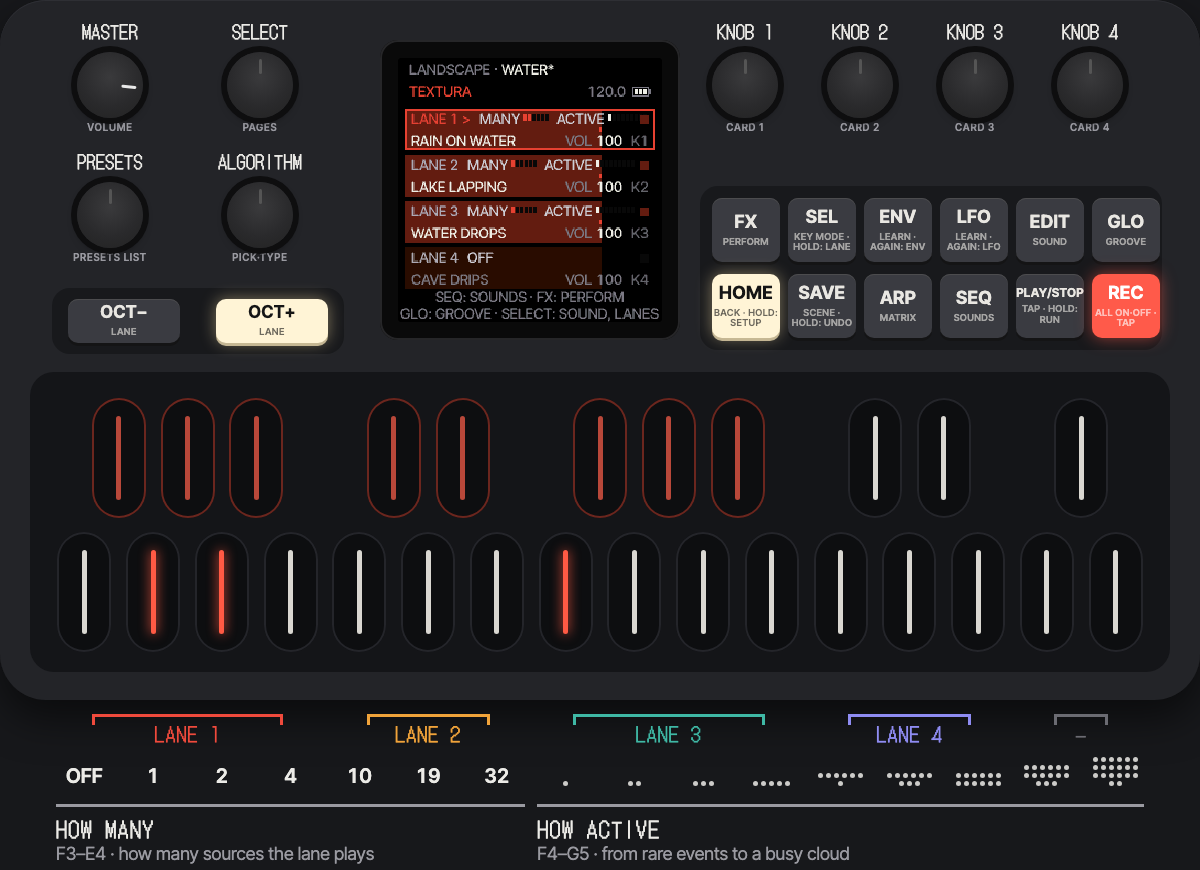 MASTER
VOLUME
SELECT
PAGES
PRESETS
PRESETS LIST
ALGORITHM
PICK·TYPE
OCT−
LANE
OCT+
LANE
LANDSCAPE · WATER*
TEXTURA 120.0
LANE 1 > MANY ACTIVE
RAIN ON WATER VOL 100 K1
LANE 2 MANY ACTIVE
LAKE LAPPING VOL 100 K2
LANE 3 MANY ACTIVE
WATER DROPS VOL 100 K3
LANE 4 OFF
CAVE DRIPS VOL 100 K4
SEQ: SOUNDS · FX: PERFORM
GLO: GROOVE · SELECT: SOUND, LANES
KNOB 1
CARD 1
KNOB 2
CARD 2
KNOB 3
CARD 3
KNOB 4
CARD 4
FX
PERFORM
SEL
KEY MODE ·
HOLD: LANE
ENV
LEARN ·
AGAIN: ENV
LFO
LEARN ·
AGAIN: LFO
EDIT
SOUND
GLO
GROOVE
HOME
BACK · HOLD:
SETUP
SAVE
SCENE ·
HOLD: UNDO
ARP
MATRIX
SEQ
SOUNDS
PLAY/STOP
TAP · HOLD:
RUN
REC
ALL ON·OFF ·
TAP
LANE 1
LANE 2
LANE 3
LANE 4
–
OFF 1 2 4 10 19 32
HOW MANY
F3–E4 · how many sources the lane plays
HOW ACTIVE
F4–G5 · from rare events to a busy cloud